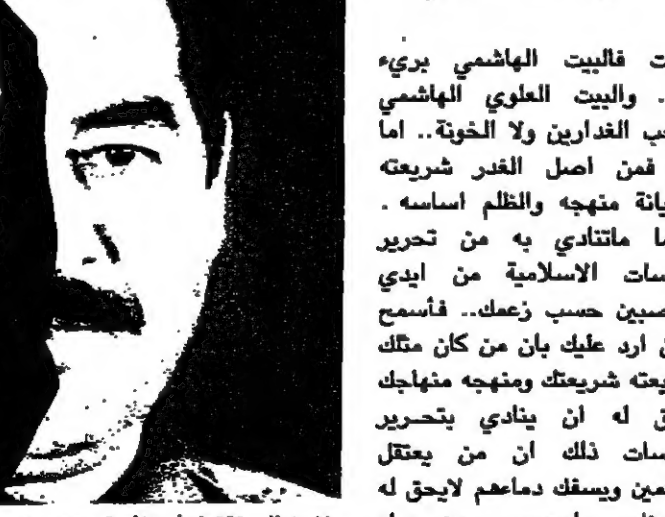 ت فالبيت الهاشمي بريء
. والبيت العلوي الهاشمي
حب الغدارين ولا الخونة.. اما
فمن اصل الغدر شريعته
يانة منهجه والظلم اساسه .
ما ماتنادي به من تحرير
سات الاسلامية من ايدي
صبين حسب زعمك.. فأسمح
ن ارد عليك بان من كان مثلك
يعته شريعتك ومنهجه منهاجك
ق له ان ينادي بتحرير
سات ذلك ان من يعتقل
مين ويسفك دماءهم لايحق له